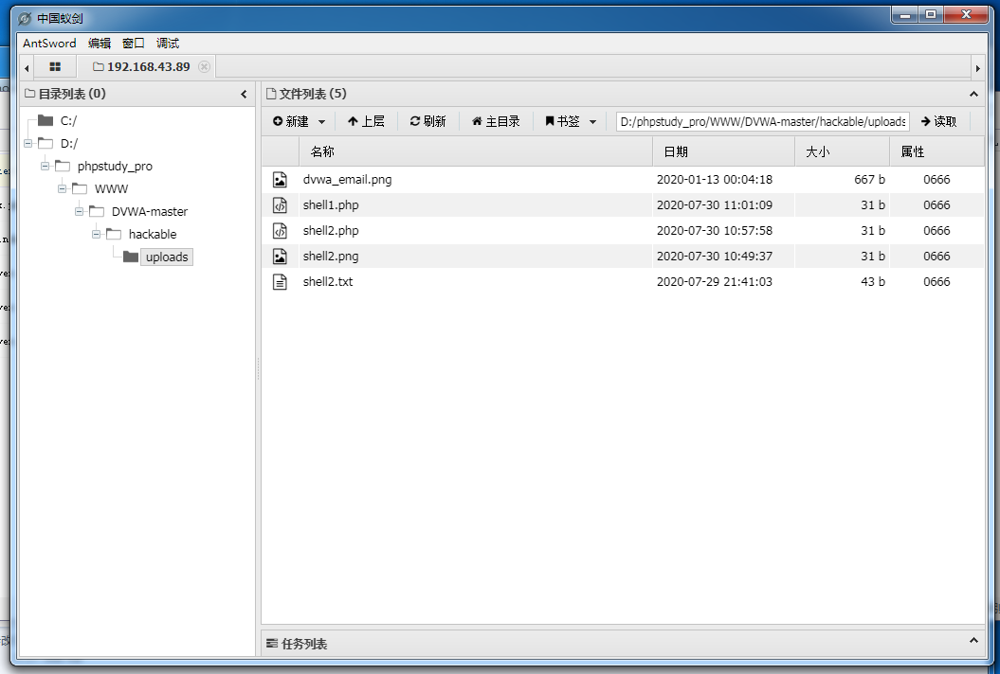 中国蚁剑
AntSword 编辑 窗口 调试
192.168.43.89
目录列表 (0)
C:/
D:/
phpstudy_pro
WWW
DVWA-master
hackable
uploads
文件列表 (5)
新建 上层 刷新 主目录 书签 D:/phpstudy_pro/WWW/DVWA-master/hackable/uploads 读取
名称 日期 大小 属性
dvwa_email.png 2020-01-13 00:04:18 667 b 0666
shell1.php 2020-07-30 11:01:09 31 b 0666
shell2.php 2020-07-30 10:57:58 31 b 0666
shell2.png 2020-07-30 10:49:37 31 b 0666
shell2.txt 2020-07-29 21:41:03 43 b 0666
任务列表